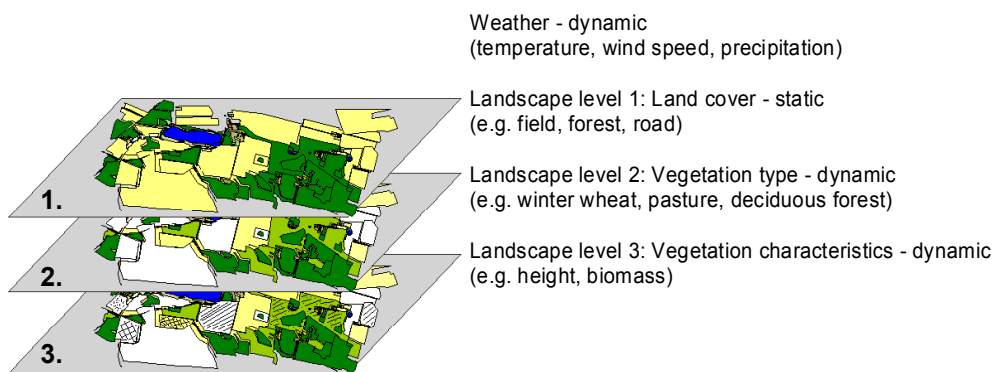 Weather - dynamic
(temperature, wind speed, precipitation)
Landscape level 1: Land cover - static
(e.g. field, forest, road)
1.
Landscape level 2: Vegetation type - dynamic
(e.g. winter wheat, pasture, deciduous forest)
2.
Landscape level 3: Vegetation characteristics - dynamic
(e.g. height, biomass)
3.